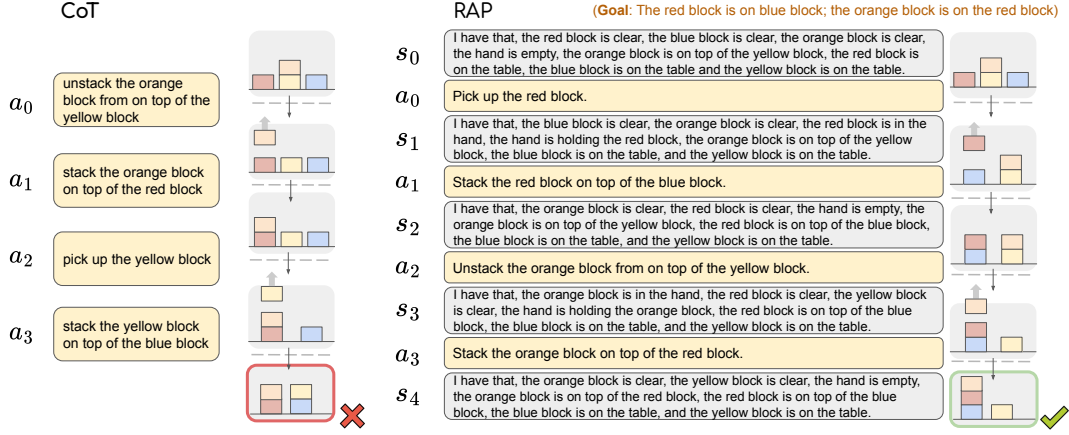 CoT
a0
unstack the orange
block from on top of the
yellow block
a1
stack the orange block
on top of the red block
a2
pick up the yellow block
a3
stack the yellow block
on top of the blue block
RAP
(Goal: The red block is on blue block; the orange block is on the red block)
s0
I have that, the red block is clear, the blue block is clear, the orange block is clear,
the hand is empty, the orange block is on top of the yellow block, the red block is
on the table, the blue block is on the table and the yellow block is on the table.
a0
Pick up the red block.
s1
I have that, the blue block is clear, the orange block is clear, the red block is in the
hand, the hand is holding the red block, the orange block is on top of the yellow
block, the blue block is on the table, and the yellow block is on the table.
a1
Stack the red block on top of the blue block.
s2
I have that, the orange block is clear, the red block is clear, the hand is empty, the
orange block is on top of the yellow block, the red block is on top of the blue block,
the blue block is on the table, and the yellow block is on the table.
a2
Unstack the orange block from on top of the yellow block.
s3
I have that, the orange block is in the hand, the red block is clear, the yellow block
is clear, the hand is holding the orange block, the red block is on top of the blue
block, the blue block is on the table, and the yellow block is on the table.
a3
Stack the orange block on top of the red block.
s4
I have that, the orange block is clear, the yellow block is clear, the hand is empty,
the orange block is on top of the red block, the red block is on top of the blue
block, the blue block is on the table, and the yellow block is on the table.